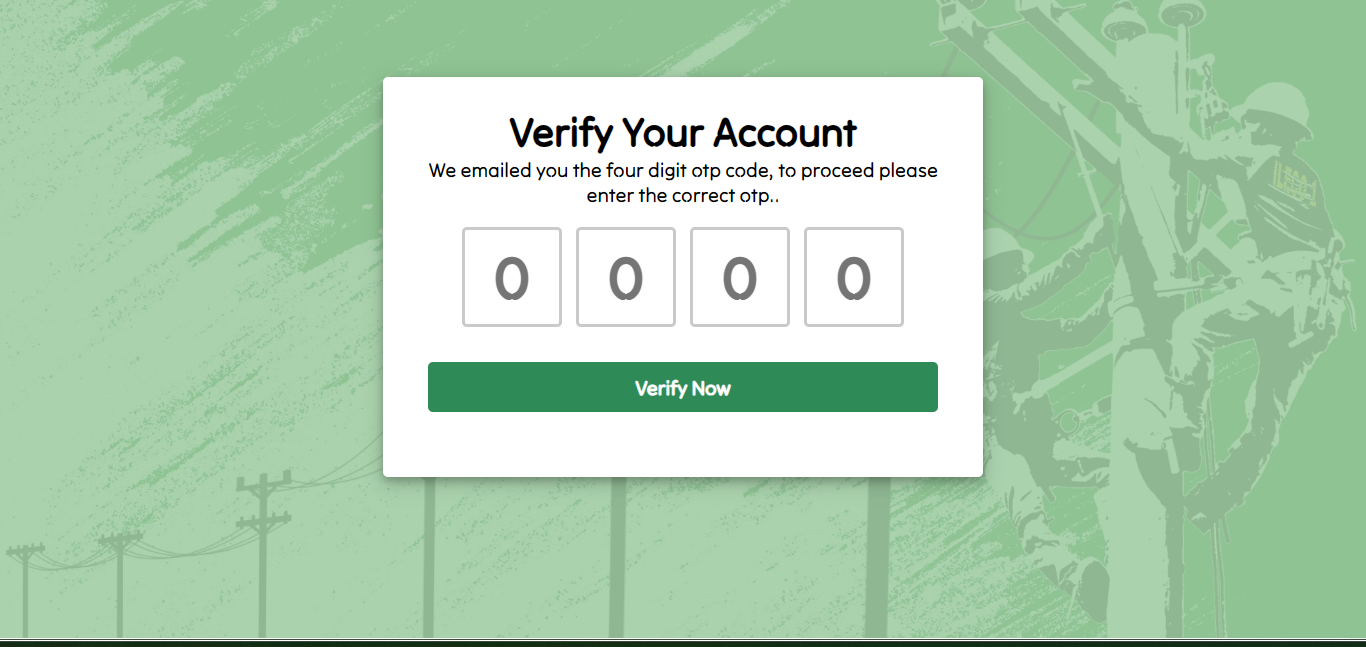 Verify Your Account
We emailed you the four digit otp code, to proceed please
enter the correct otp..
0 0 0 0
Verify Now